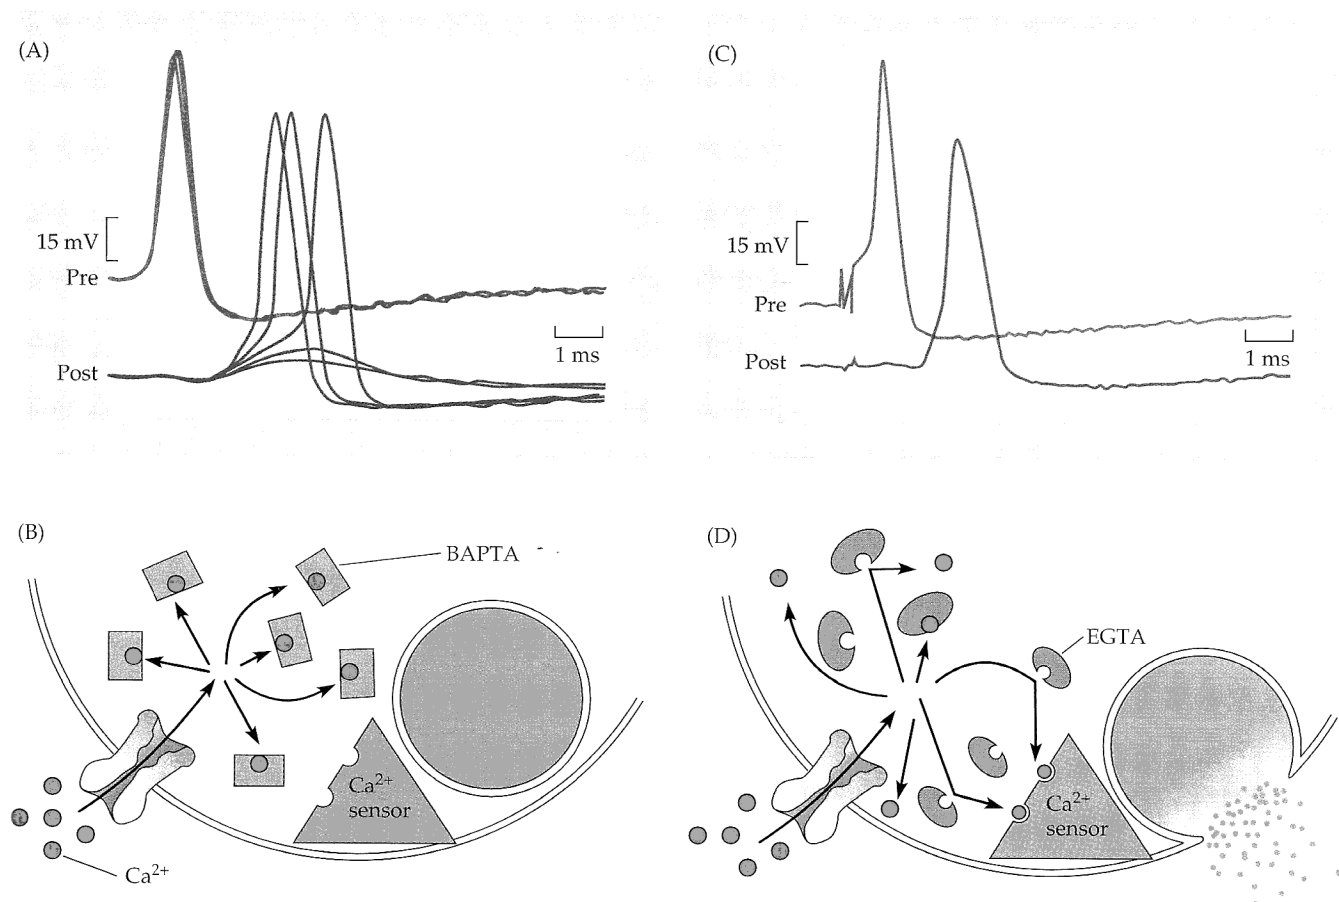 (A)
15 mV
Pre
Post
1 ms
(C)
15 mV
Pre
Post
1 ms
(B)
BAPTA
Ca²⁺
sensor
Ca²⁺
(D)
EGTA
Ca²⁺
sensor